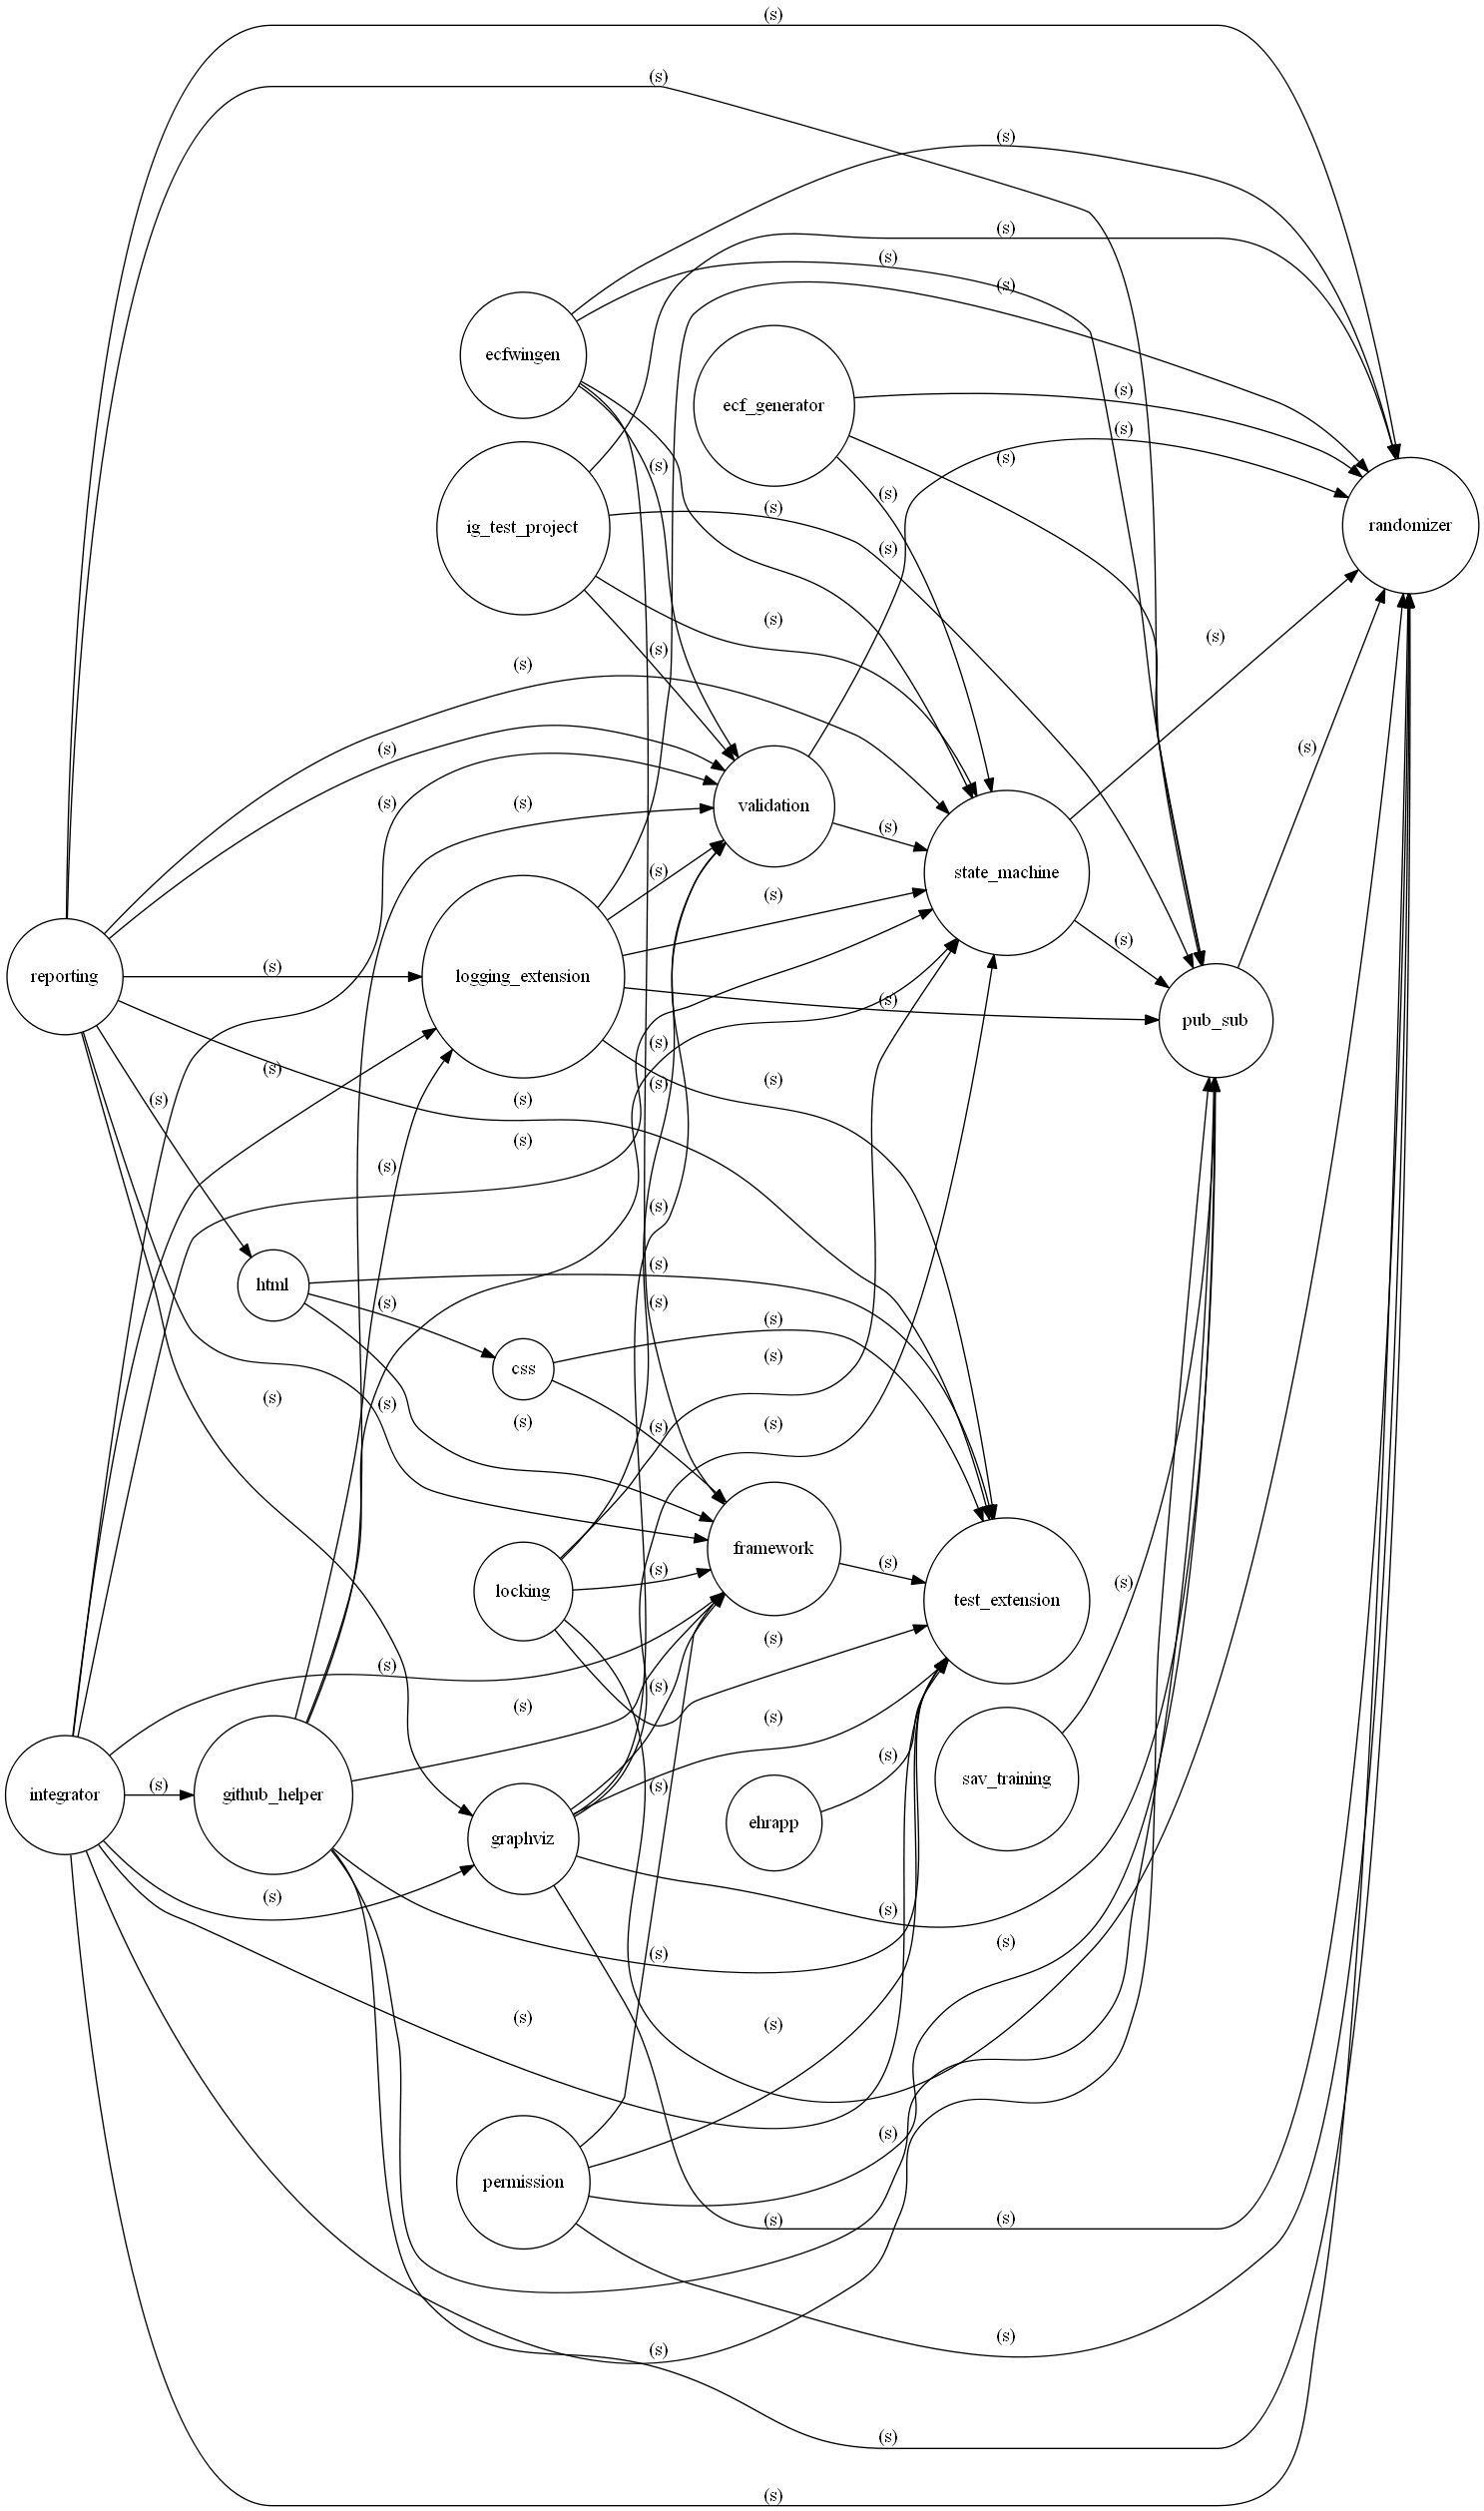 (s)
(s)
(s)
(s)
(s)
(s)
ecfwingen
ecf_generator
(s)
(s)
(s)
(s)
(s)
(s)
ig_test_project
randomizer
(s)
(s)
(s)
(s)
(s)
(s)
(s)
(s)
(s)
validation
(s)
(s)
state_machine
(s)
(s)
(s)
reporting
(s)
logging_extension
(s)
pub_sub
(s)
(s)
(s)
(s)
(s)
(s)
(s)
(s)
(s)
(s)
html
(s)
(s)
(s)
(s)
css
(s)
(s)
(s)
(s)
(s)
framework
(s)
(s)
(s)
locking
test_extension
(s)
(s)
(s)
(s)
(s)
(s)
sav_training
(s)
(s)
integrator
github_helper
ehrapp
graphviz
(s)
(s)
(s)
(s)
(s)
(s)
(s)
permission
(s)
(s)
(s)
(s)
(s)
(s)